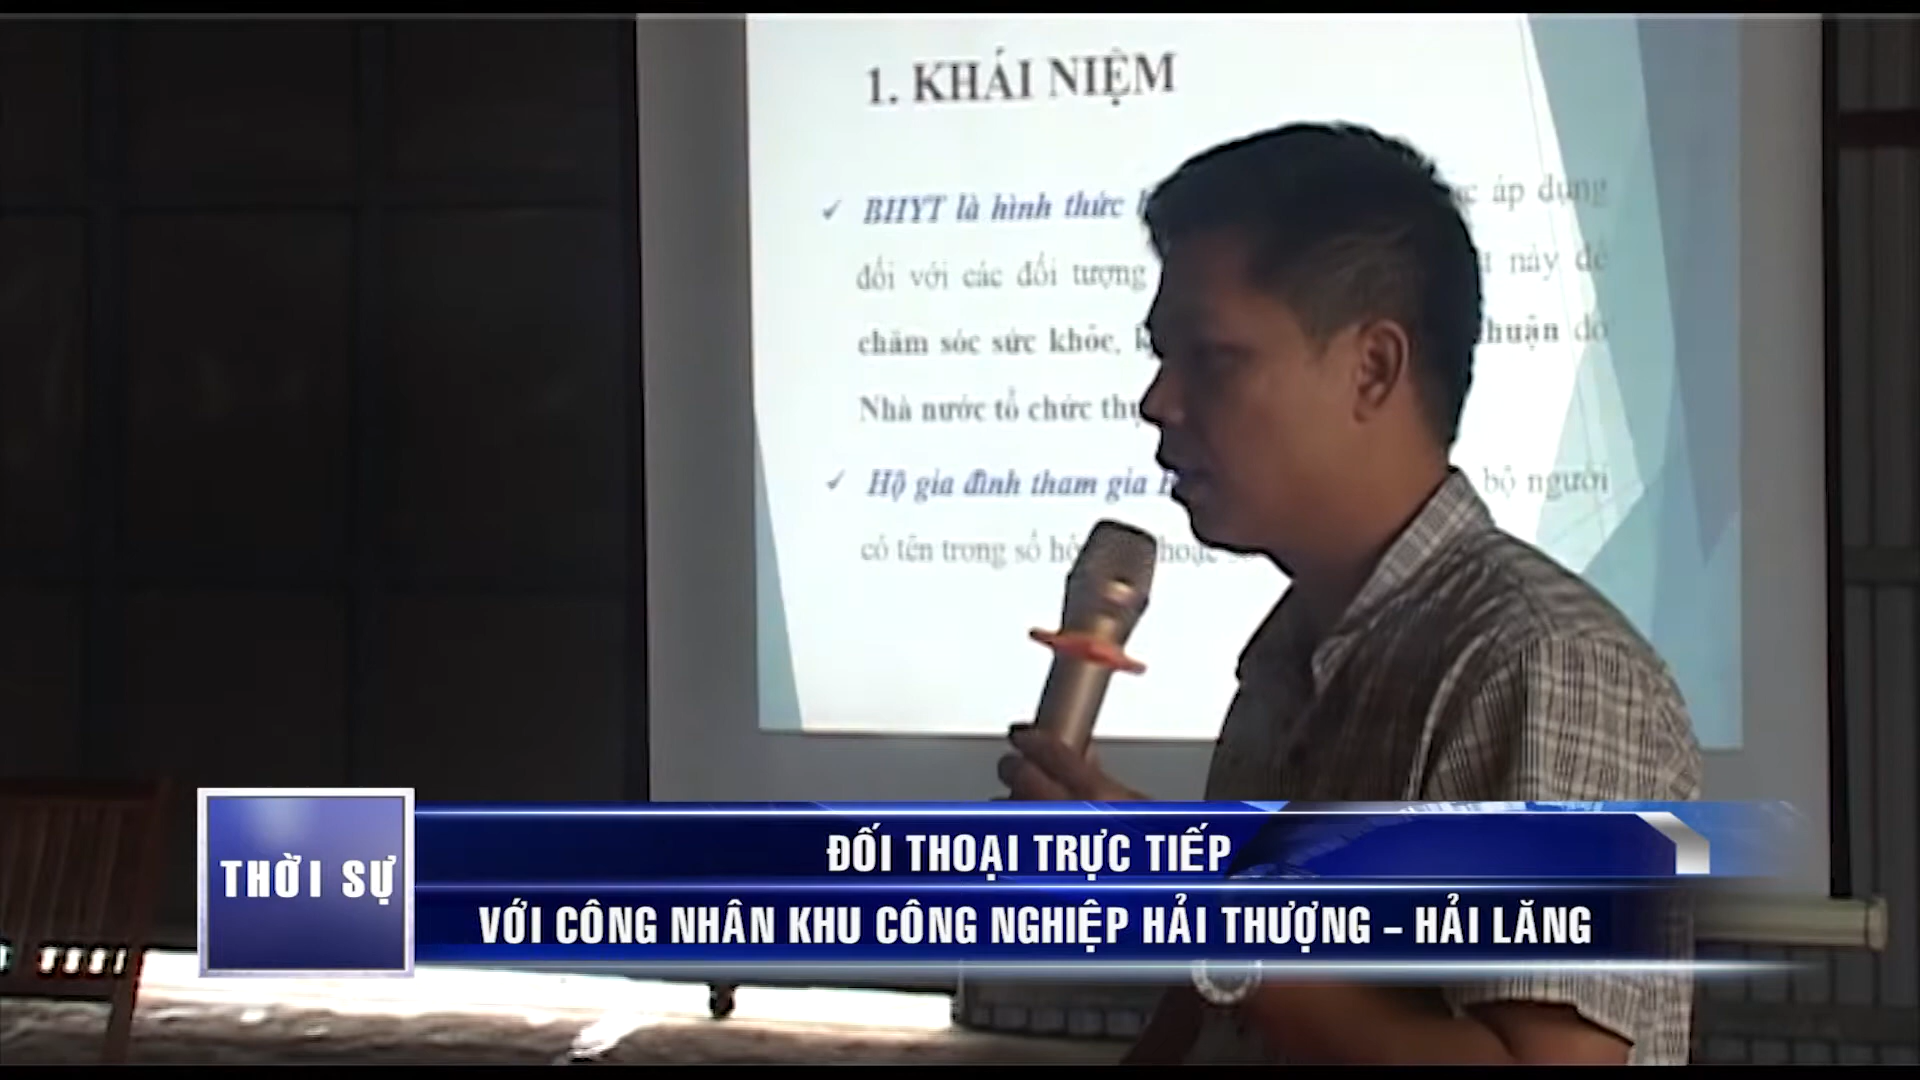 1. KHÁI NIỆM
✓ BHYT là hình thức áp dụng
đối với các đối tượng này để
chăm sóc sức khỏe, do
Nhà nước tổ chức
✓ Hộ gia đình tham gia bộ người
có tên trong sổ hoặc
THỜI SỰ
ĐỐI THOẠI TRỰC TIẾP
VỚI CÔNG NHÂN KHU CÔNG NGHIỆP HẢI THƯỢNG – HẢI LĂNG